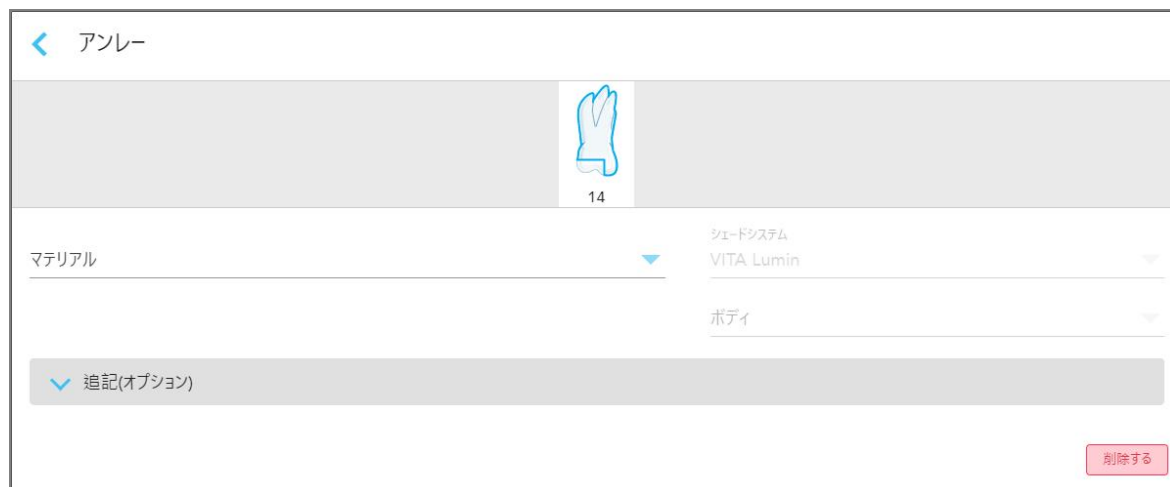 アンレー
14
マテリアル
シェードシステム
VITA Lumin
ボディ
追記(オプション)
削除する